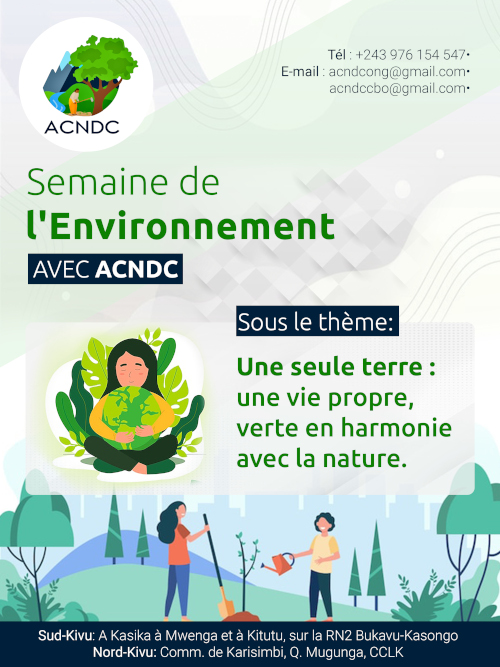 ACNDC
Tél : +243 976 154 547•
E-mail : acndcong@gmail.com•
acndccbo@gmail.com•
Semaine de
l'Environnement
AVEC ACNDC
Sous le thème:
Une seule terre :
une vie propre,
verte en harmonie
avec la nature.
Sud-Kivu: A Kasika à Mwenga et à Kitutu, sur la RN2 Bukavu-Kasongo
Nord-Kivu: Comm. de Karisimbi, Q. Mugunga, CCLK